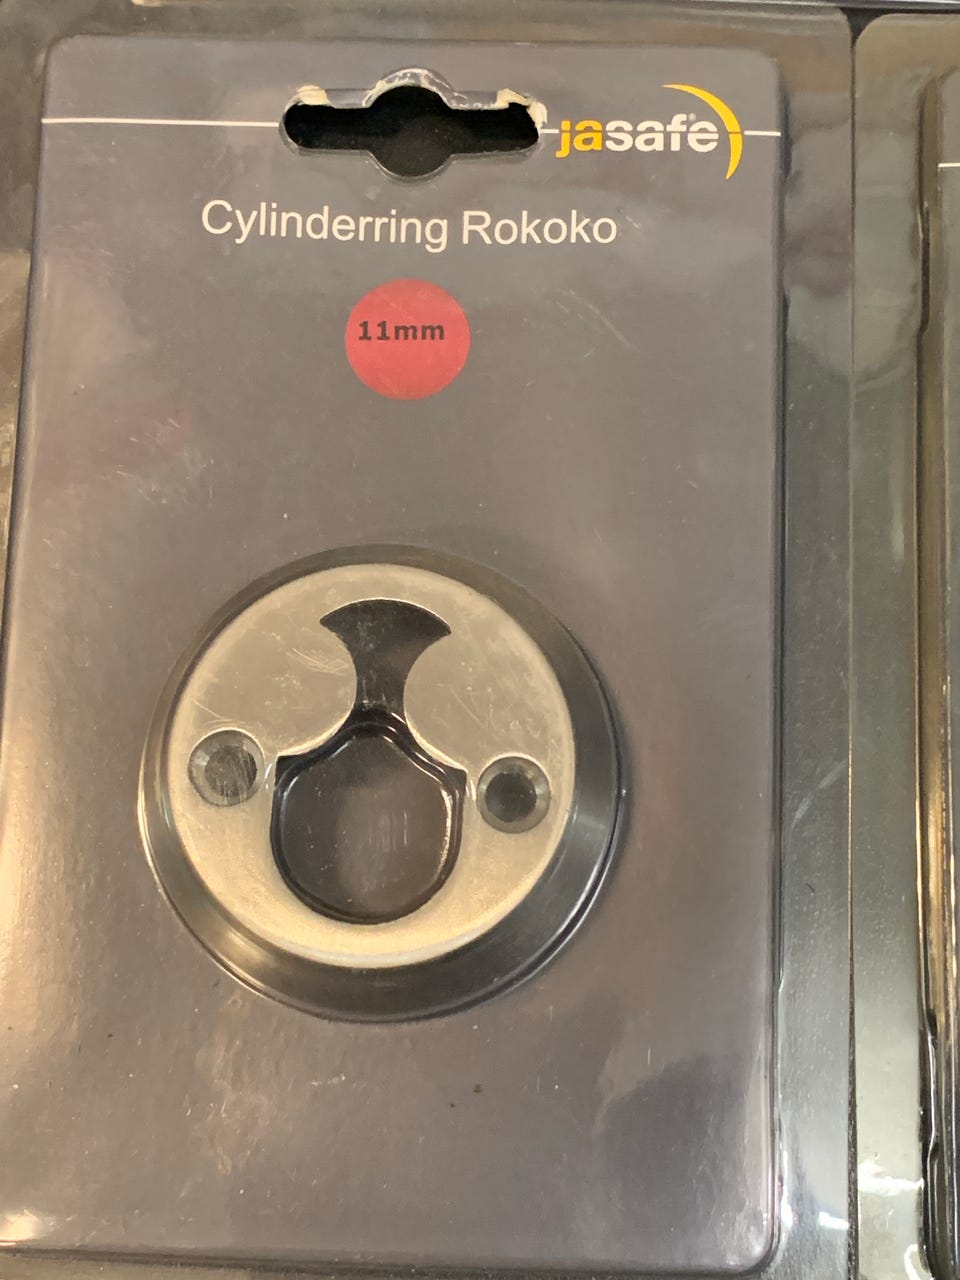 jasafe®
Cylinderring Rokoko
11mm